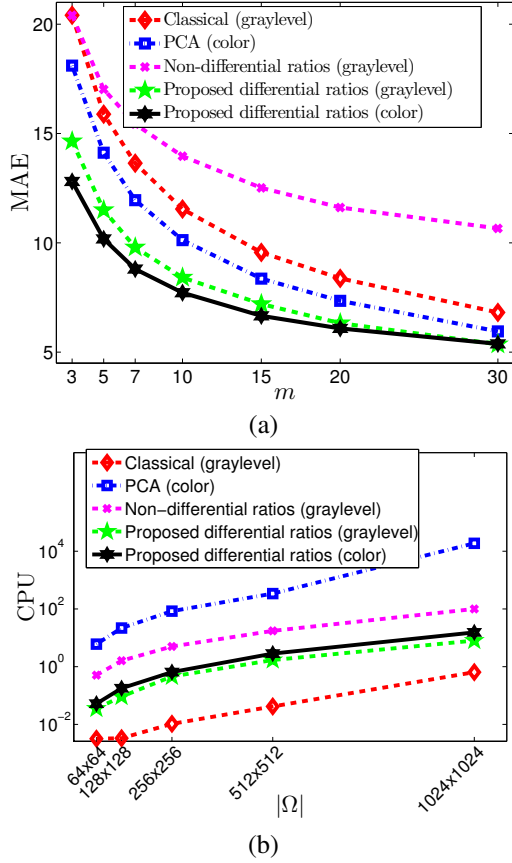 20
15
10
5
MAE
Classical (graylevel)
PCA (color)
Non-differential ratios (graylevel)
Proposed differential ratios (graylevel)
Proposed differential ratios (color)
3 5 7 10 15 20 30
m
(a)
Classical (graylevel)
PCA (color)
Non−differential ratios (graylevel)
Proposed differential ratios (graylevel)
Proposed differential ratios (color)
10^4
10^2
10^0
10^−2
CPU
64x64 128x128 256x256 512x512 1024x1024
|Ω|
(b)